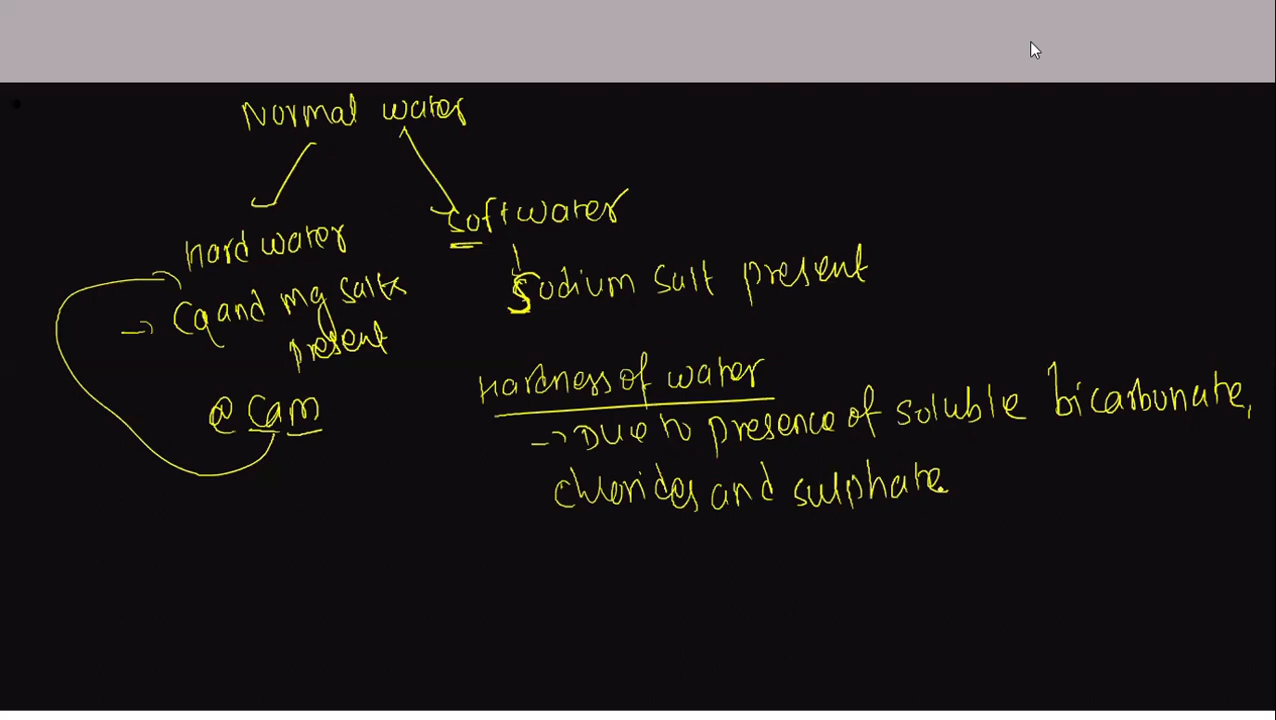 Normal water
Soft water
hard water
Sodium salt present
→ Ca and mg salts
present
Hardness of water
@ Cam
→ Due to presence of soluble bicarbonate,
chlorides and sulphate